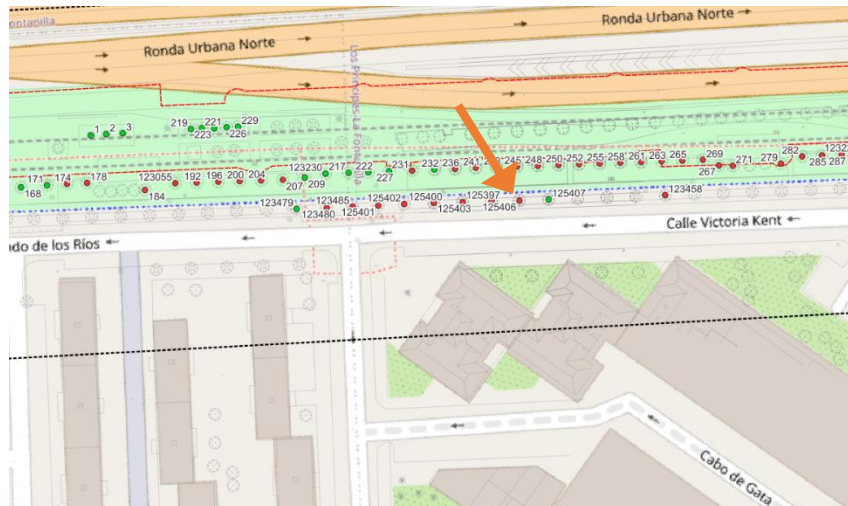 Ronda Urbana Norte
Ronda Urbana Norte
Los Príncipes-La Fontanilla
1 2 3
219 221 229
223 226
171 174 178 123055 192 196 200 204 123230 217 222 231 232 236 241 245 248 250 252 255 258 261 263 265 269 282
168 184 207 209 227 267 271 279 285 287
123479 123485 125402 125400 125397 125407 123458
123480 125401 125403 125406
Calle Victoria Kent
ndo de los Ríos
Cabo de Gata